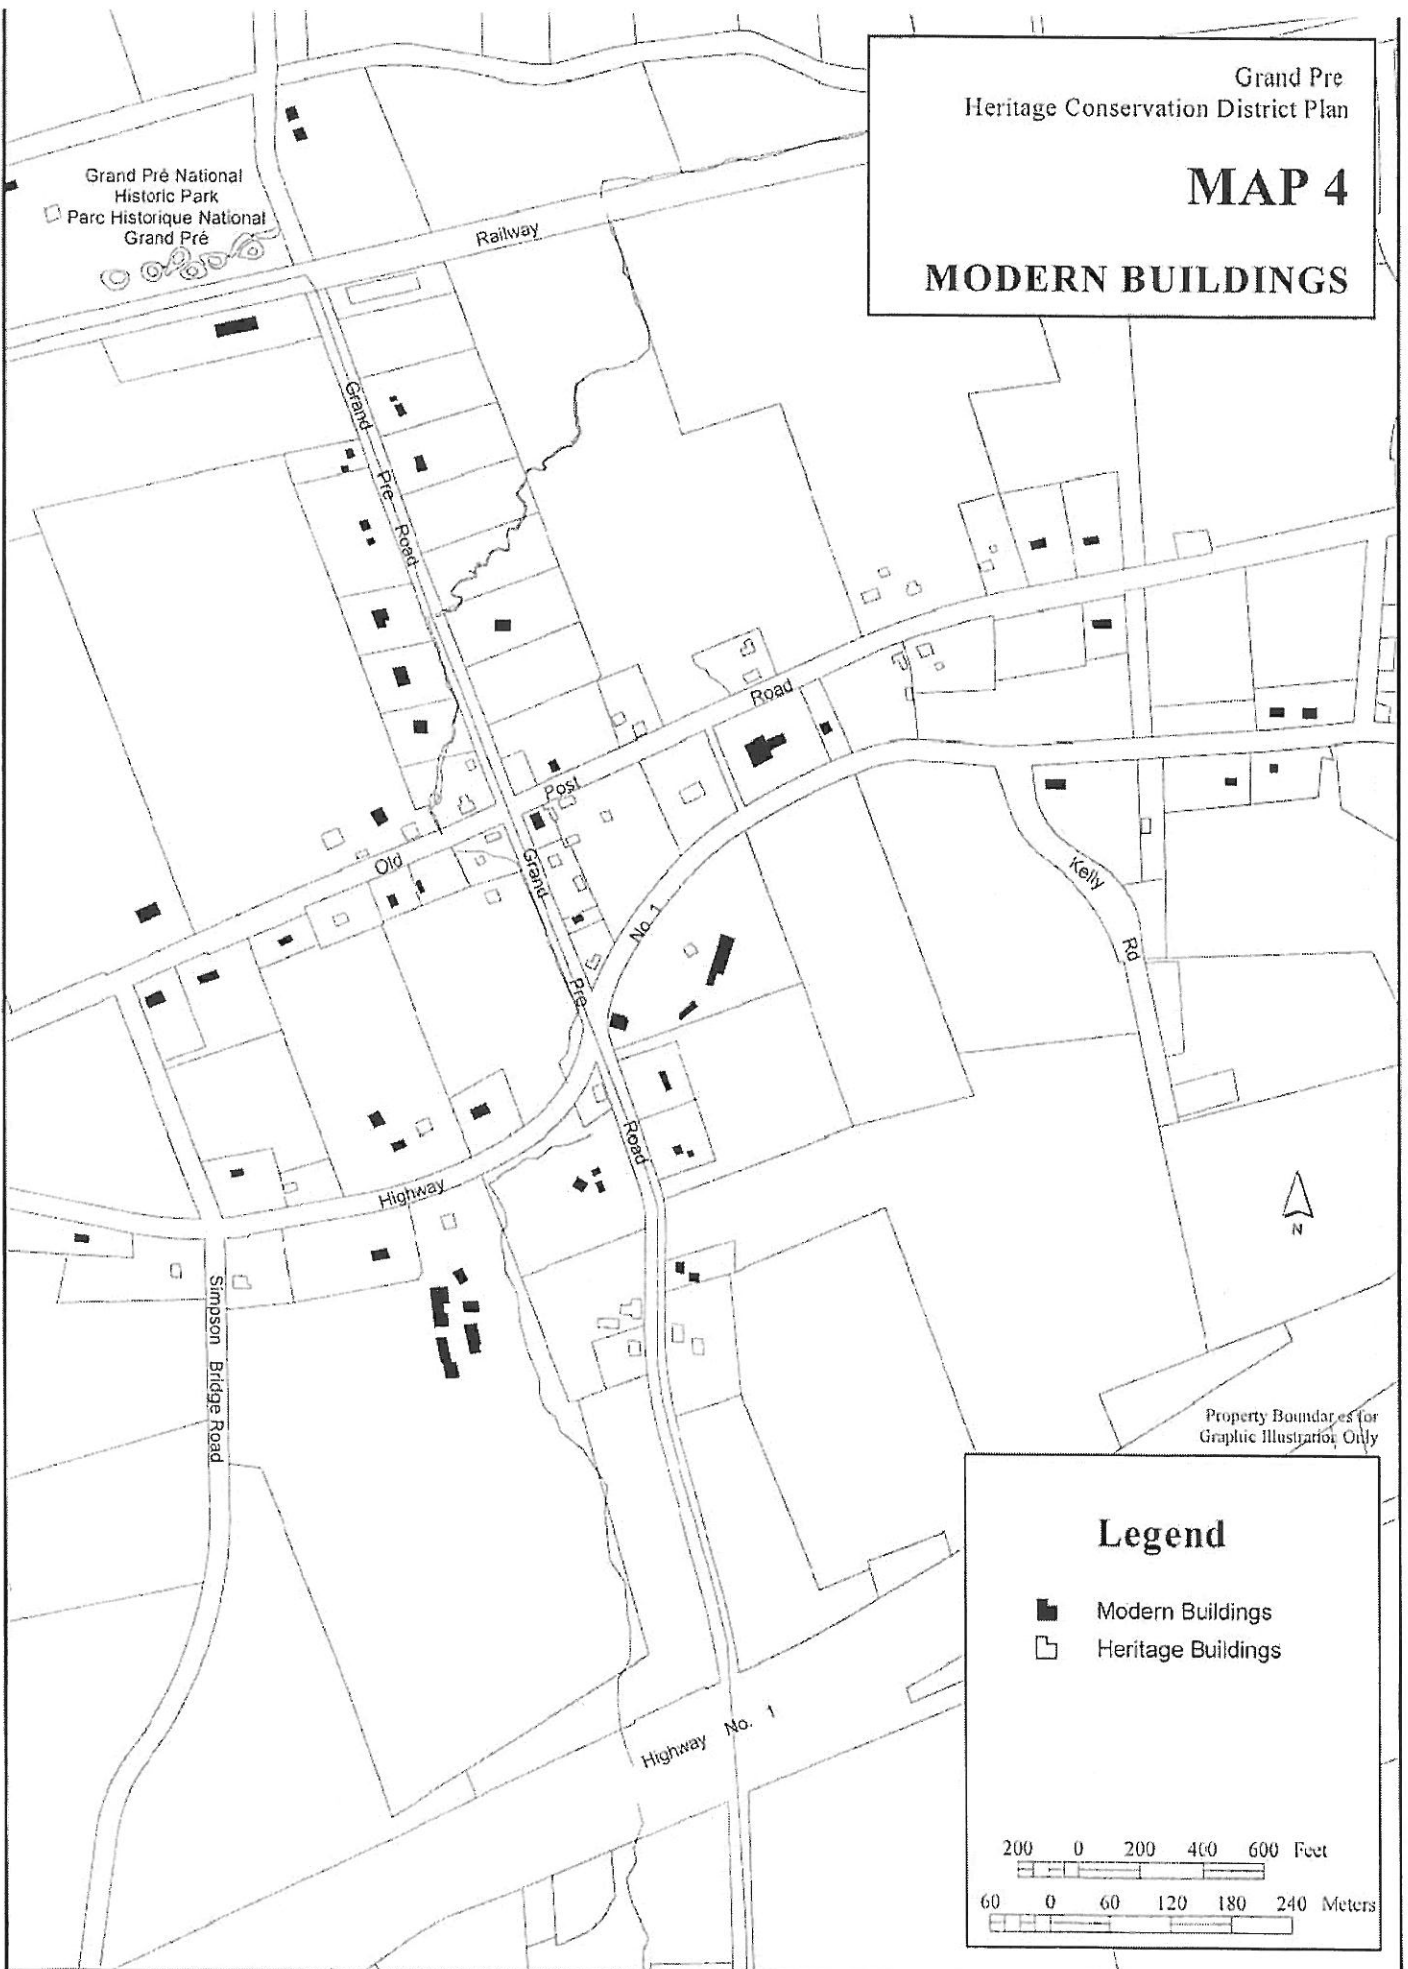 Grand Pre
Heritage Conservation District Plan
MAP 4
MODERN BUILDINGS
Grand Pré National
Historic Park
Parc Historique National
Grand Pré
Railway
Grand
Pre
Road
Road
Post
Old
Grand
No. 1
Pre
Kelly
Rd
Road
Highway
N
Simpson Bridge Road
Property Boundar es for
Graphic Illustration Only
Legend
Modern Buildings
Heritage Buildings
Highway No. 1
200 0 200 400 600 Feet
60 0 60 120 180 240 Meters